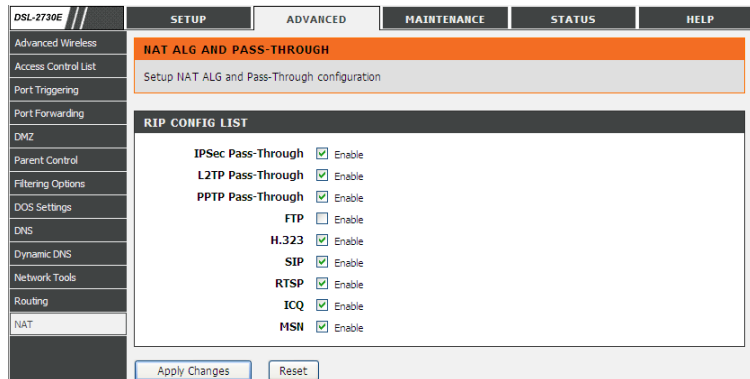 DSL-2730E
SETUP
ADVANCED
MAINTENANCE
STATUS
HELP
Advanced Wireless
Access Control List
Port Triggering
Port Forwarding
DMZ
Parent Control
Filtering Options
DOS Settings
DNS
Dynamic DNS
Network Tools
Routing
NAT
NAT ALG AND PASS-THROUGH
Setup NAT ALG and Pass-Through configuration
RIP CONFIG LIST
IPSec Pass-Through Enable
L2TP Pass-Through Enable
PPTP Pass-Through Enable
FTP Enable
H.323 Enable
SIP Enable
RTSP Enable
ICQ Enable
MSN Enable
Apply Changes Reset